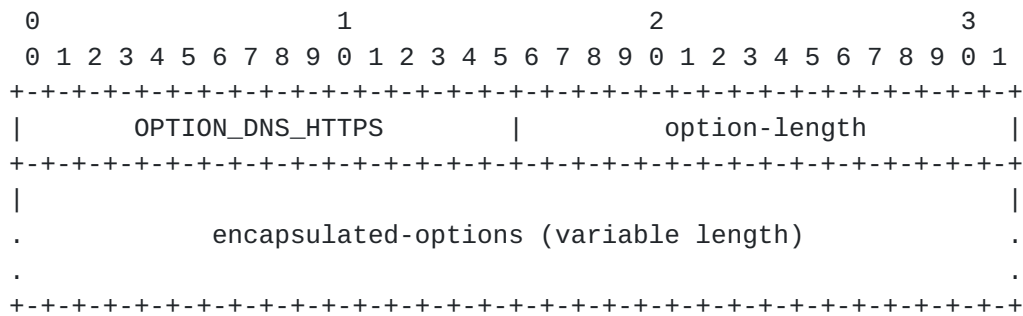 0                   1                   2                   3
 0 1 2 3 4 5 6 7 8 9 0 1 2 3 4 5 6 7 8 9 0 1 2 3 4 5 6 7 8 9 0 1
+-+-+-+-+-+-+-+-+-+-+-+-+-+-+-+-+-+-+-+-+-+-+-+-+-+-+-+-+-+-+-+-+
|       OPTION_DNS_HTTPS        |         option-length         |
+-+-+-+-+-+-+-+-+-+-+-+-+-+-+-+-+-+-+-+-+-+-+-+-+-+-+-+-+-+-+-+-+
|                                                               |
.            encapsulated-options (variable length)             .
.                                                               .
+-+-+-+-+-+-+-+-+-+-+-+-+-+-+-+-+-+-+-+-+-+-+-+-+-+-+-+-+-+-+-+-+